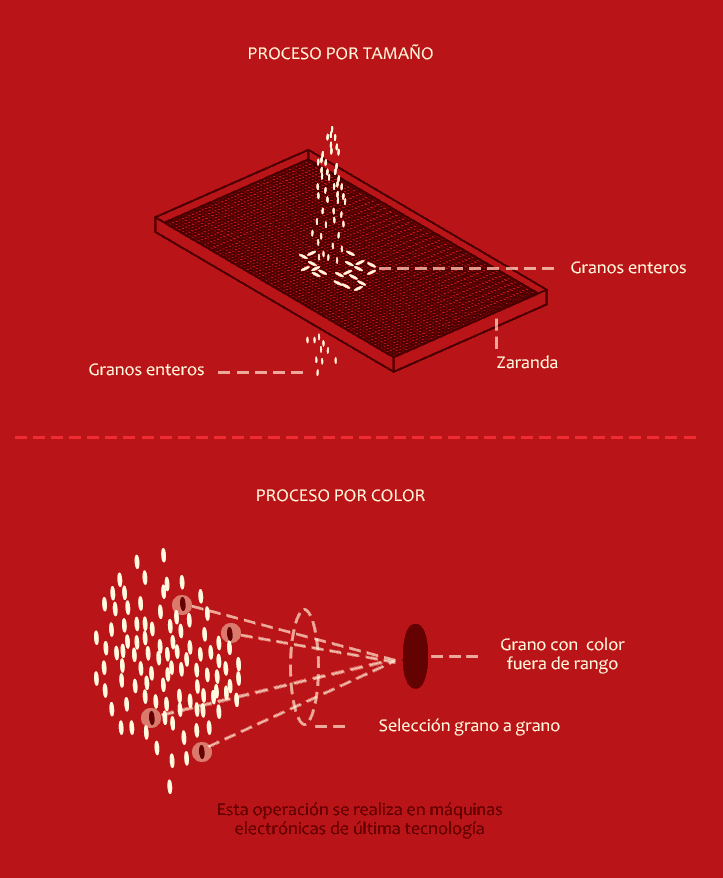 PROCESO POR TAMAÑO
Granos enteros
Zaranda
Granos enteros
PROCESO POR COLOR
Grano con color
fuera de rango
Selección grano a grano
Esta operación se realiza en máquinas
electrónicas de última tecnología